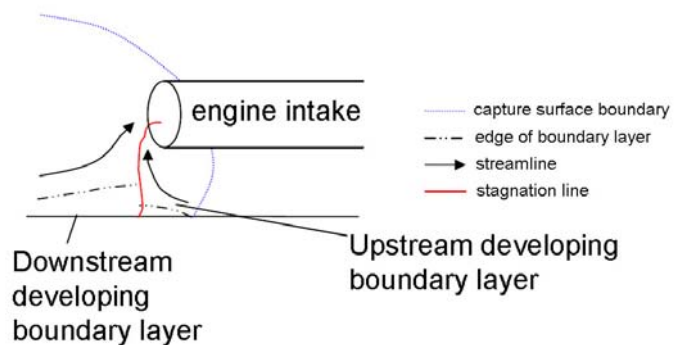 engine intake
capture surface boundary
edge of boundary layer
streamline
stagnation line
Downstream
developing
boundary layer
Upstream developing
boundary layer